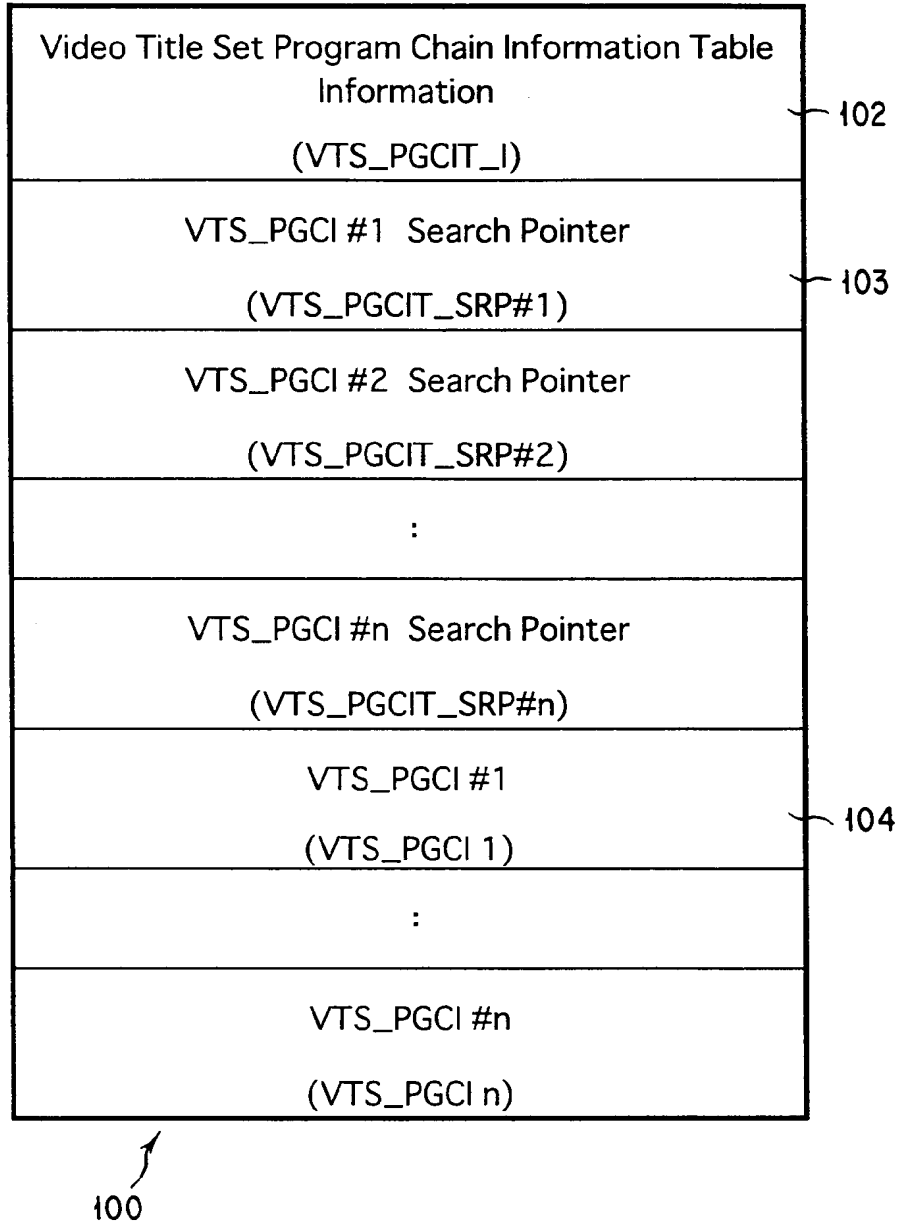 Video Title Set Program Chain Information Table
Information
(VTS_PGCIT_I)
102
VTS_PGCI #1 Search Pointer
(VTS_PGCIT_SRP#1)
103
VTS_PGCI #2 Search Pointer
(VTS_PGCIT_SRP#2)
:
VTS_PGCI #n Search Pointer
(VTS_PGCIT_SRP#n)
VTS_PGCI #1
(VTS_PGCI 1)
104
:
VTS_PGCI #n
(VTS_PGCI n)
100